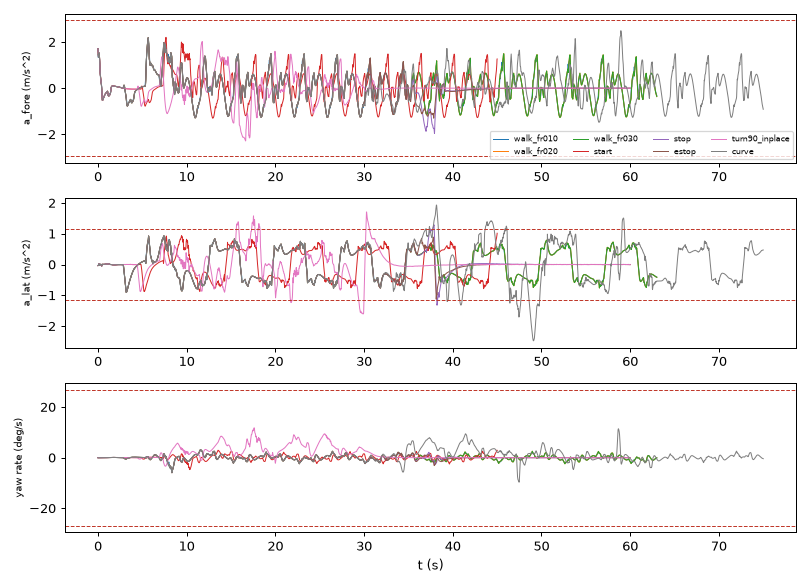 a_fore (m/s^2)
2
0
−2
walk_fr010 walk_fr030 stop turn90_inplace
walk_fr020 start estop curve
0 10 20 30 40 50 60 70
a_lat (m/s^2)
2
1
0
−1
−2
0 10 20 30 40 50 60 70
yaw rate (deg/s)
20
0
−20
0 10 20 30 40 50 60 70
t (s)